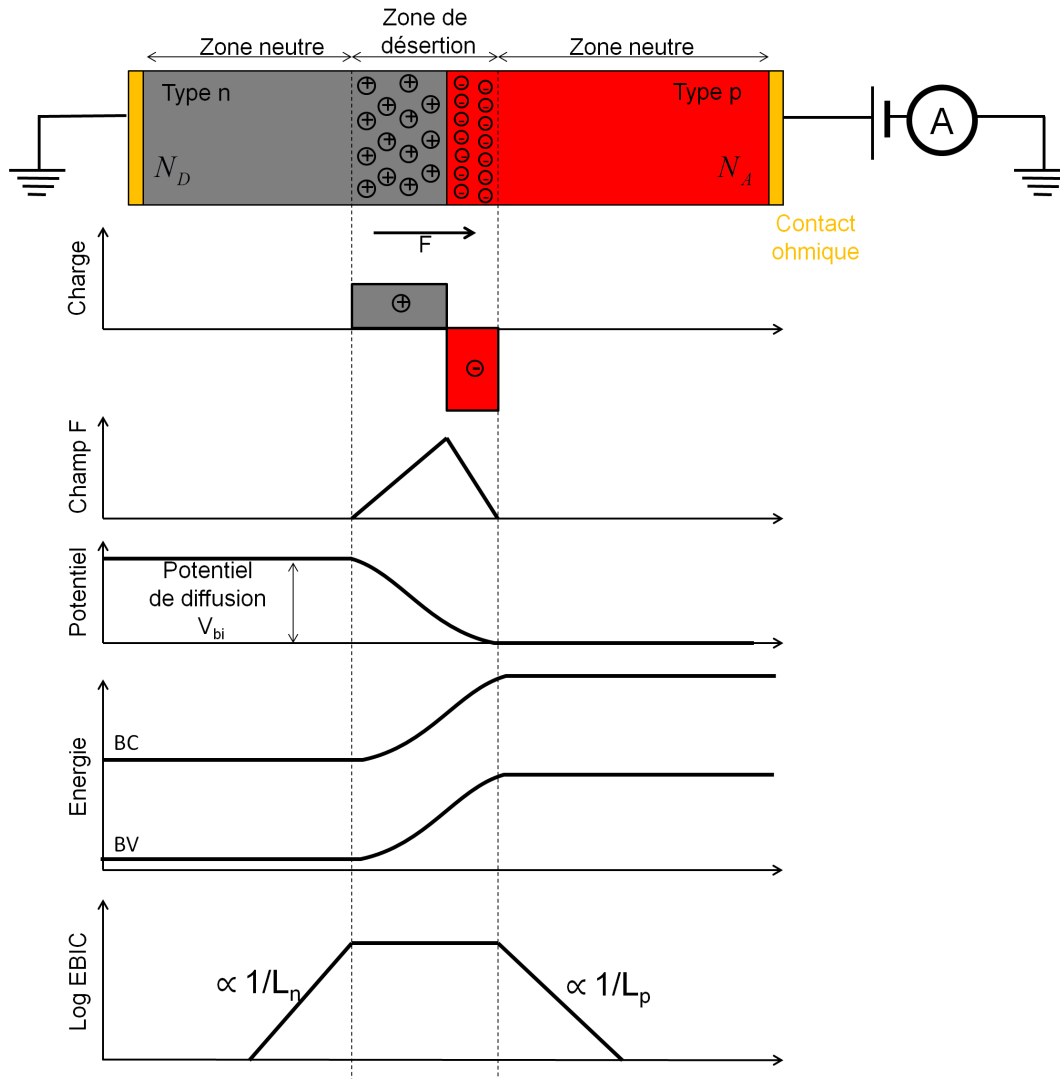 Zone neutre
Zone de
désertion
Zone neutre
Type n
Type p
N_D
N_A
A
Contact
ohmique
F
Charge
Champ F
Potentiel
Potentiel
de diffusion
V_bi
Energie
BC
BV
Log EBIC
∝ 1/L_n
∝ 1/L_p